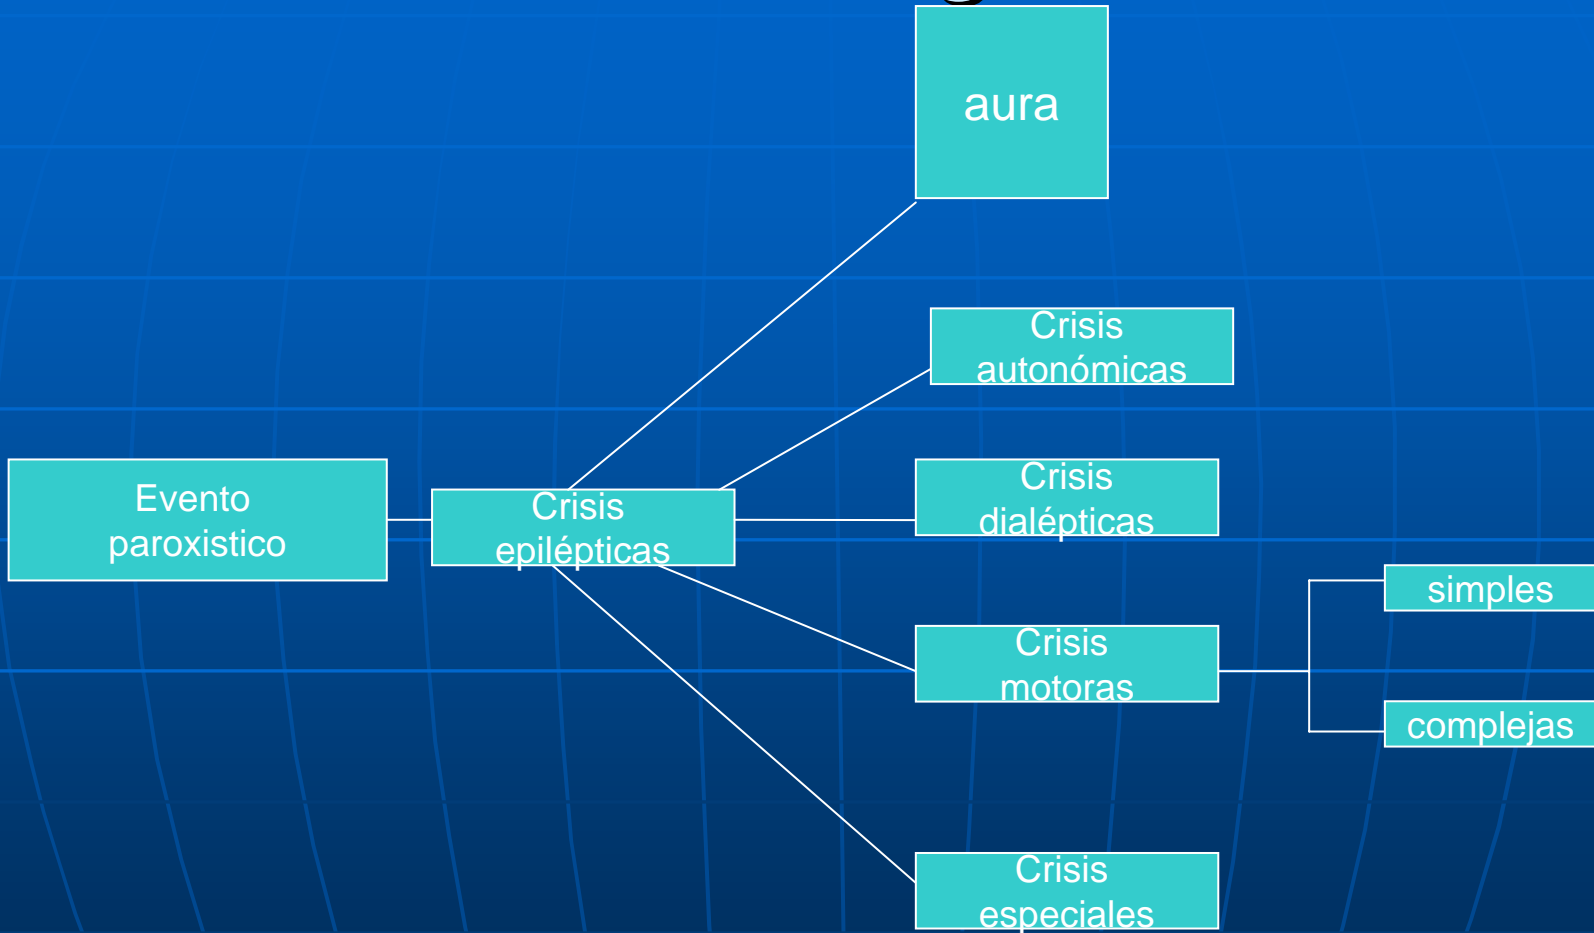 aura
Crisis
autonómicas
Evento
paroxistico
Crisis
epilépticas
Crisis
dialépticas
simples
Crisis
motoras
complejas
Crisis
especiales